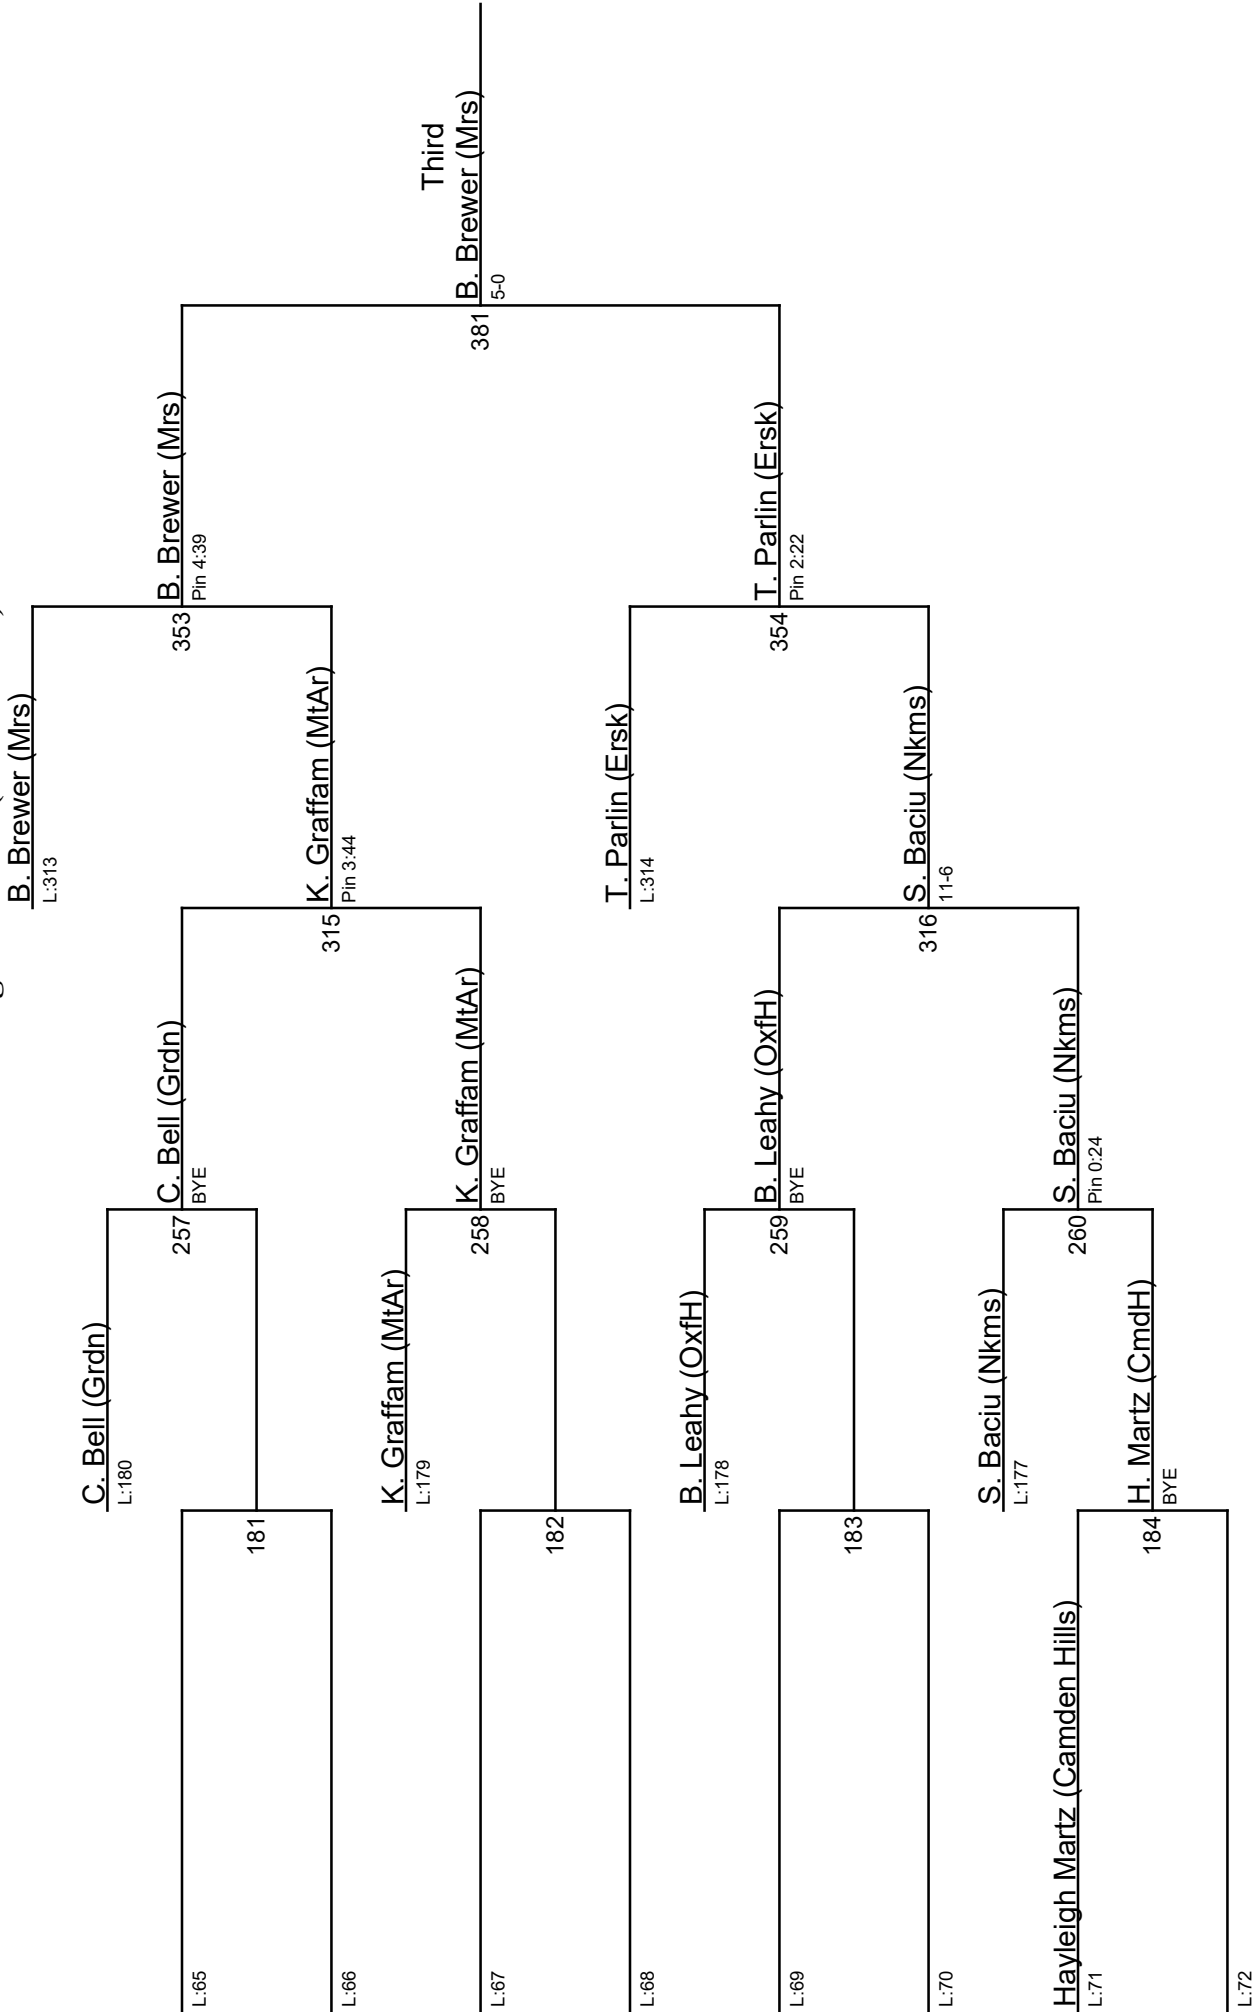 L:65
L:66
L:67
L:68
L:69
L:70
Hayleigh Martz (Camden Hills)
L:71
L:72
181
182
183
184
C. Bell (Grdn)
L:180
K. Graffam (MtAr)
L:179
B. Leahy (OxfH)
L:178
S. Baciu (Nkms)
L:177
H. Martz (CmdH)
BYE
257
258
259
260
C. Bell (Grdn)
BYE
K. Graffam (MtAr)
BYE
B. Leahy (OxfH)
BYE
S. Baciu (Nkms)
Pin 0:24
315
316
B. Brewer (Mrs)
L:313
K. Graffam (MtAr)
Pin 3:44
T. Parlin (Ersk)
L:314
S. Baciu (Nkms)
11-6
353
354
B. Brewer (Mrs)
Pin 4:39
T. Parlin (Ersk)
Pin 2:22
381
Third
B. Brewer (Mrs)
5-0